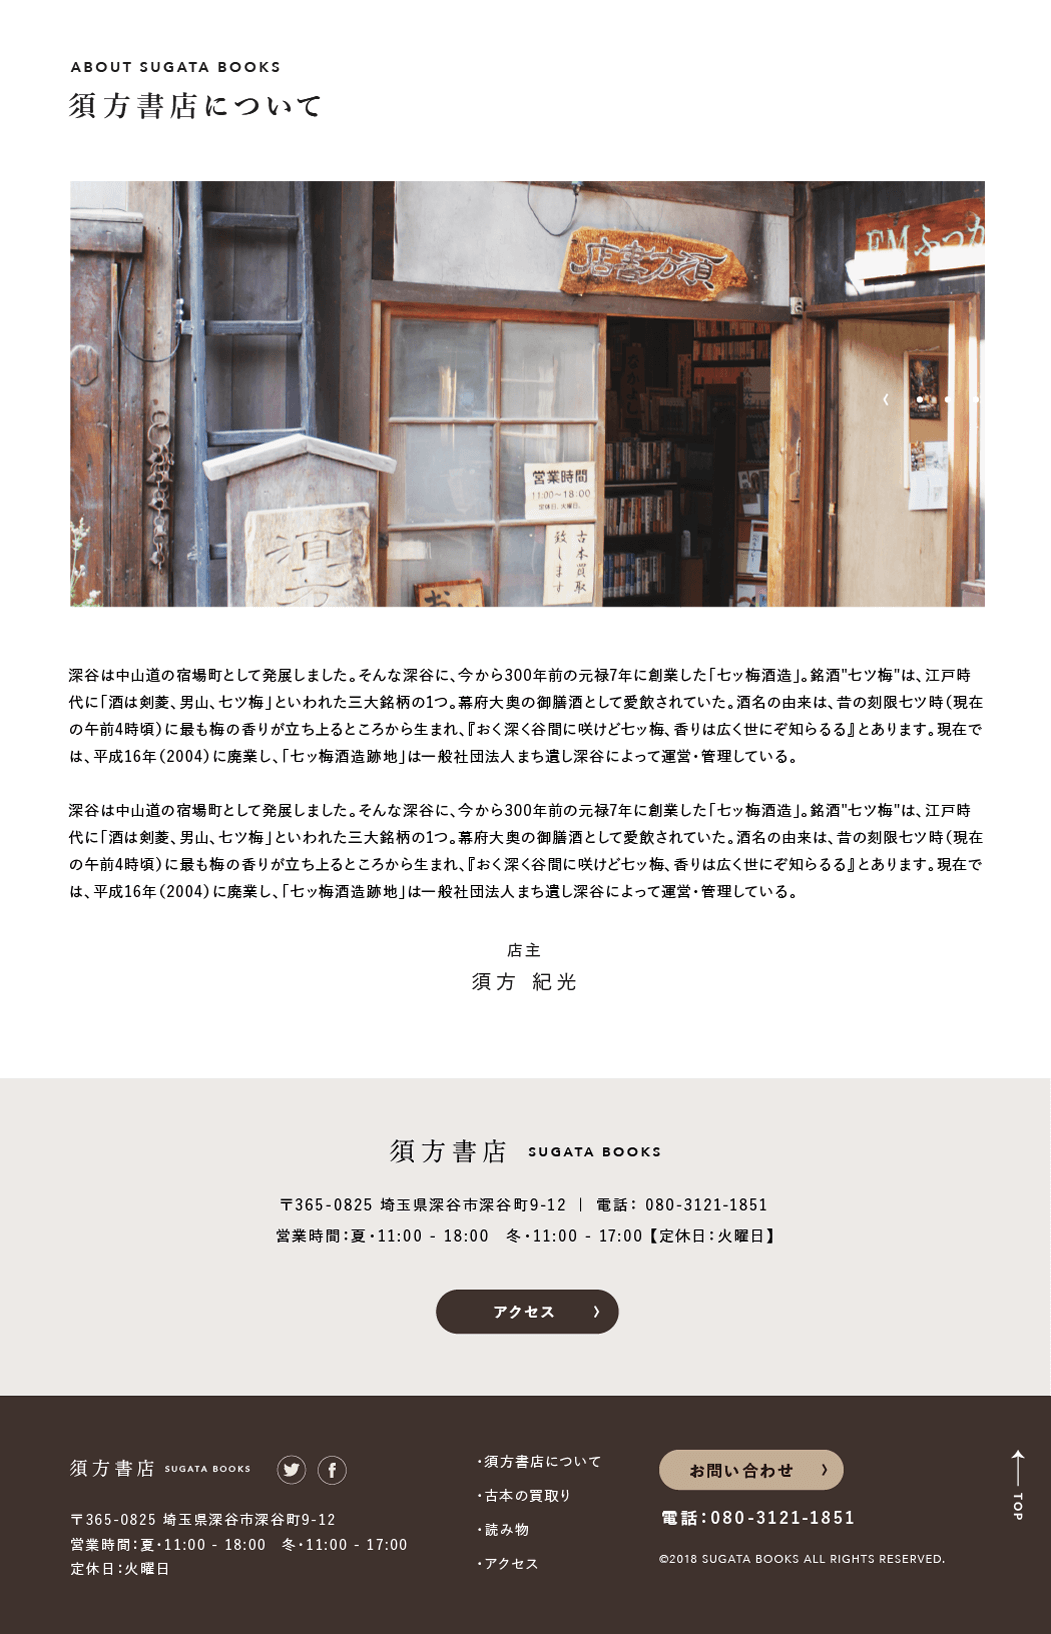 ABOUT SUGATA BOOKS
須方書店について
須方書店
FMふっか
営業時間
11:00〜18:00
定休日、火曜日。
古本買取
致します
須方
お
深谷は中山道の宿場町として発展しました。そんな深谷に、今から300年前の元禄7年に創業した「七ッ梅酒造」。銘酒"七ツ梅"は、江戸時
代に「酒は剣菱、男山、七ツ梅」といわれた三大銘柄の1つ。幕府大奥の御膳酒として愛飲されていた。酒名の由来は、昔の刻限七ツ時（現在
の午前4時頃）に最も梅の香りが立ち上るところから生まれ、『おく深く谷間に咲けど七ッ梅、香りは広く世にぞ知らるる』とあります。現在で
は、平成16年（2004）に廃業し、「七ッ梅酒造跡地」は一般社団法人まち遺し深谷によって運営・管理している。
深谷は中山道の宿場町として発展しました。そんな深谷に、今から300年前の元禄7年に創業した「七ッ梅酒造」。銘酒"七ツ梅"は、江戸時
代に「酒は剣菱、男山、七ツ梅」といわれた三大銘柄の1つ。幕府大奥の御膳酒として愛飲されていた。酒名の由来は、昔の刻限七ツ時（現在
の午前4時頃）に最も梅の香りが立ち上るところから生まれ、『おく深く谷間に咲けど七ッ梅、香りは広く世にぞ知らるる』とあります。現在で
は、平成16年（2004）に廃業し、「七ッ梅酒造跡地」は一般社団法人まち遺し深谷によって運営・管理している。
店主
須方 紀光
須方書店 SUGATA BOOKS
〒365-0825 埼玉県深谷市深谷町9-12 ｜ 電話： 080-3121-1851
営業時間：夏・11:00 - 18:00　冬・11:00 - 17:00【定休日：火曜日】
アクセス
須方書店 SUGATA BOOKS
〒365-0825 埼玉県深谷市深谷町9-12
営業時間：夏・11:00 - 18:00　冬・11:00 - 17:00
定休日：火曜日
・須方書店について
・古本の買取り
・読み物
・アクセス
お問い合わせ
電話：080-3121-1851
©2018 SUGATA BOOKS ALL RIGHTS RESERVED.
TOP